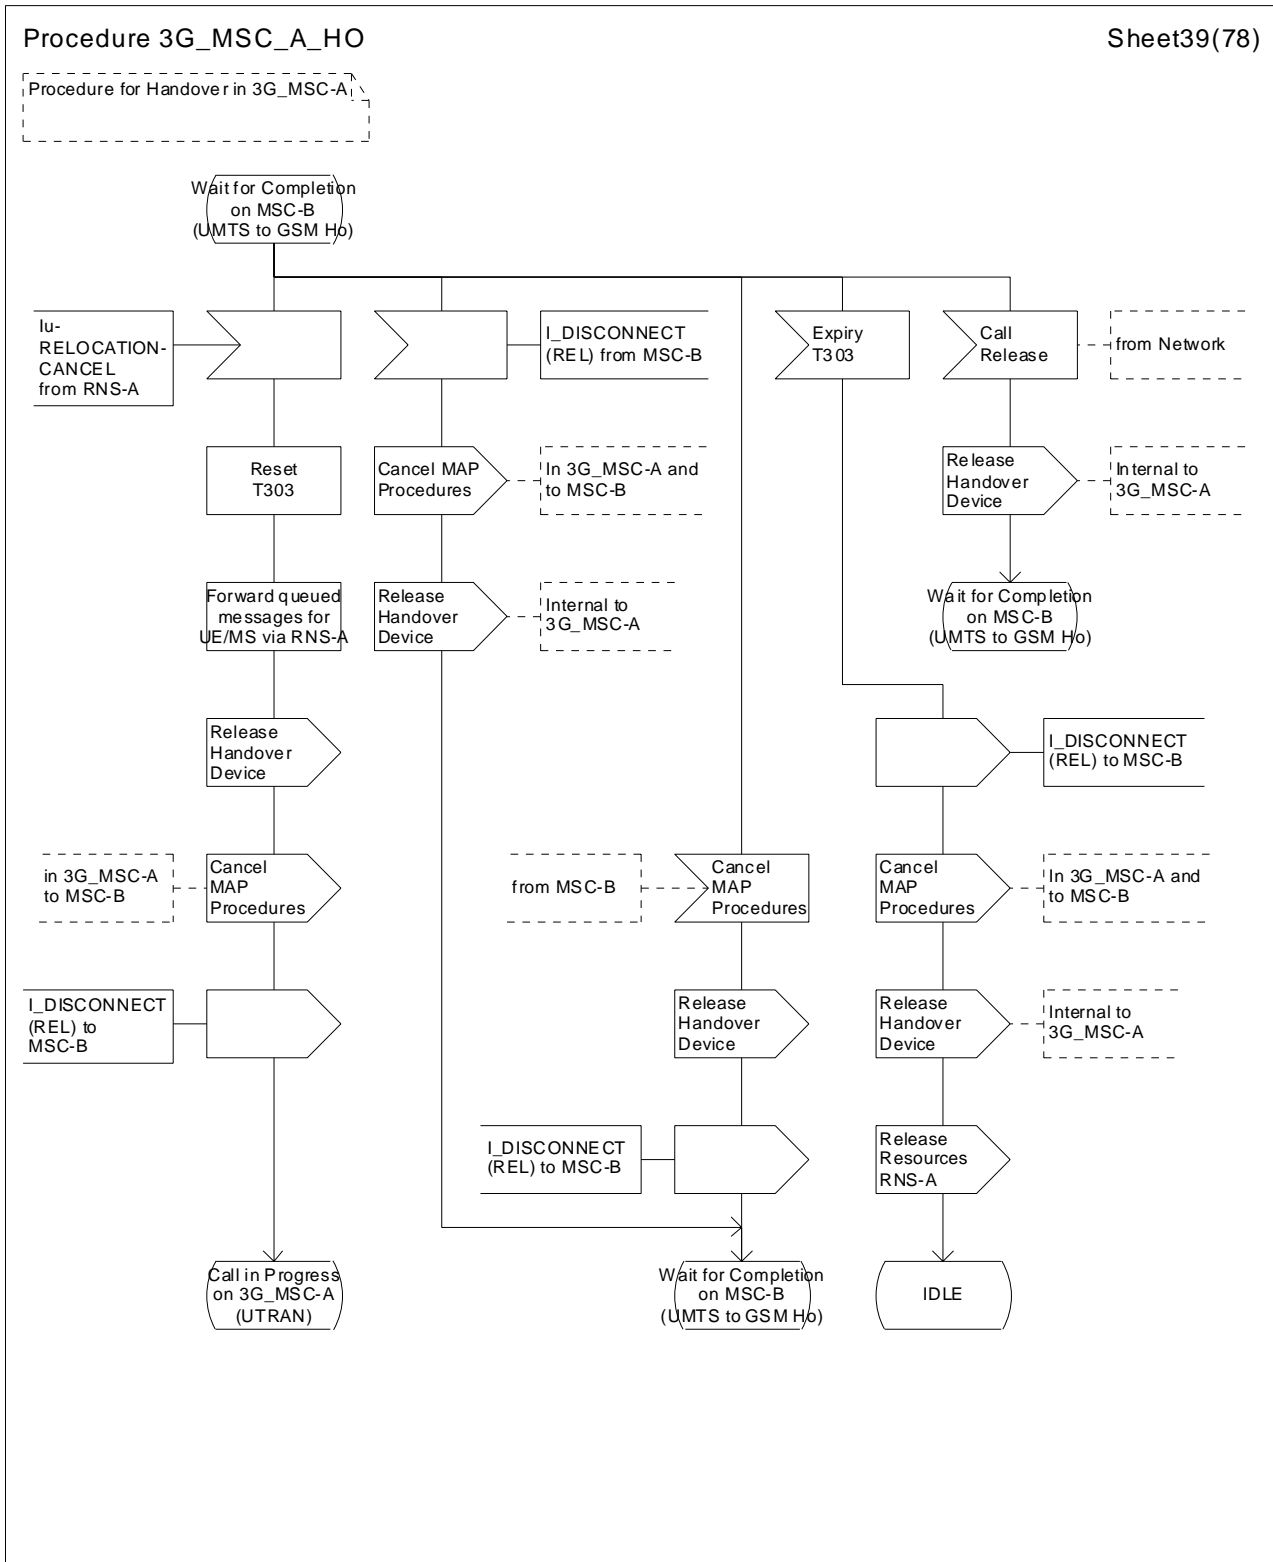 Procedure 3G_MSC_A_HO
Sheet39(78)
Procedure for Handover in 3G_MSC-A
Wait for Completion
on MSC-B
(UMTS to GSM Ho)
Iu-
RELOCATION-
CANCEL
from RNS-A
I_DISCONNECT
(REL) from MSC-B
Expiry
T303
Call
Release
from Network
Reset
T303
Cancel MAP
Procedures
In 3G_MSC-A and
to MSC-B
Release
Handover
Device
Internal to
3G_MSC-A
Forward queued
messages for
UE/MS via RNS-A
Release
Handover
Device
Internal to
3G_MSC-A
Wait for Completion
on MSC-B
(UMTS to GSM Ho)
Release
Handover
Device
I_DISCONNECT
(REL) to MSC-B
in 3G_MSC-A
to MSC-B
Cancel
MAP
Procedures
from MSC-B
Cancel
MAP
Procedures
Cancel
MAP
Procedures
In 3G_MSC-A and
to MSC-B
I_DISCONNECT
(REL) to
MSC-B
Release
Handover
Device
Release
Handover
Device
Internal to
3G_MSC-A
I_DISCONNECT
(REL) to MSC-B
Release
Resources
RNS-A
Call in Progress
on 3G_MSC-A
(UTRAN)
Wait for Completion
on MSC-B
(UMTS to GSM Ho)
IDLE